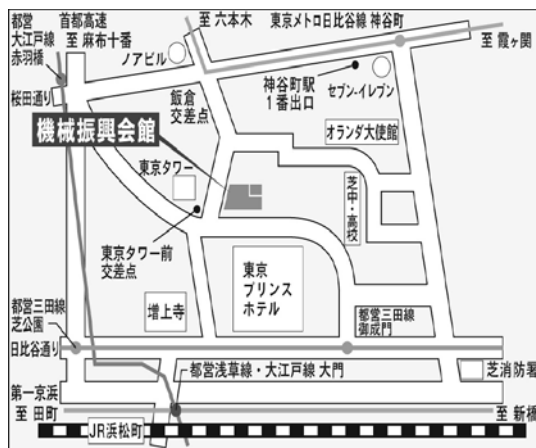 都営
大江戸線
赤羽橋
首都高速
至 麻布十番
至 六本木
東京メトロ日比谷線 神谷町
至 霞ヶ関
ノアビル
桜田通り
飯倉
交差点
神谷町駅
1番出口
セブン-イレブン
機械振興会館
オランダ大使館
東京タワー
芝中・高校
東京タワー前
交差点
東京
プリンス
ホテル
増上寺
都営三田線
芝公園
都営三田線
御成門
日比谷通り
都営浅草線・大江戸線 大門
芝消防署
第一京浜
至 田町
至 新橋
JR浜松町